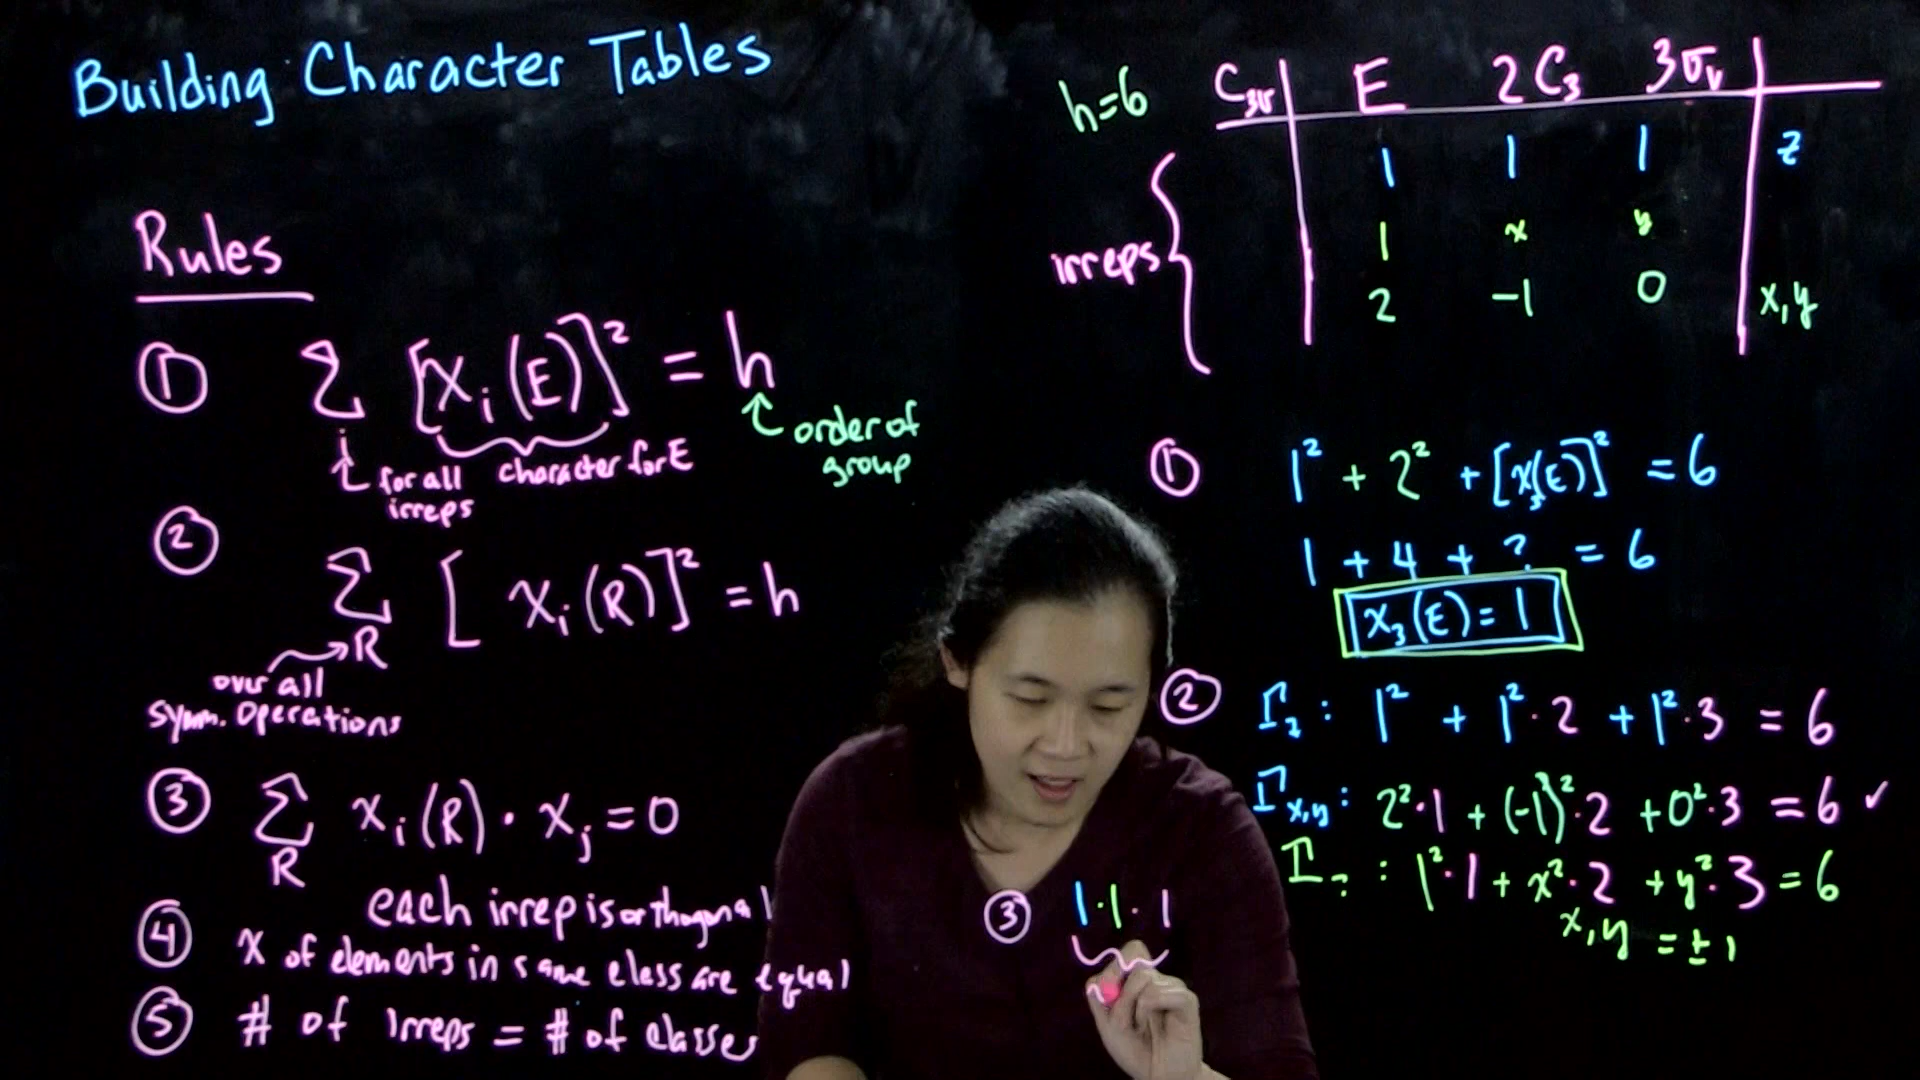 Building Character Tables
Rules
① Σ [χᵢ(E)]² = h
i
for all irreps
character for E
order of group
② Σ [χᵢ(R)]² = h
R
over all
symm. operations
③ Σ χᵢ(R) · χⱼ = 0
R
each irrep is orthogonal
④ χ of elements in same class are equal
⑤ # of irreps = # of classes
h=6
C₃ᵥ E 2C₃ 3σᵥ
irreps
1 1 1 z
1 x y
2 -1 0 x,y
① 1² + 2² + [χ₃(E)]² = 6
1 + 4 + ? = 6
χ₃(E) = 1
② Γ_z : 1² + 1²·2 + 1²·3 = 6
Γ_x,y : 2²·1 + (-1)²·2 + 0²·3 = 6 ✓
Γ_? : 1²·1 + x²·2 + y²·3 = 6
x,y = ±1
③ 1·1·1